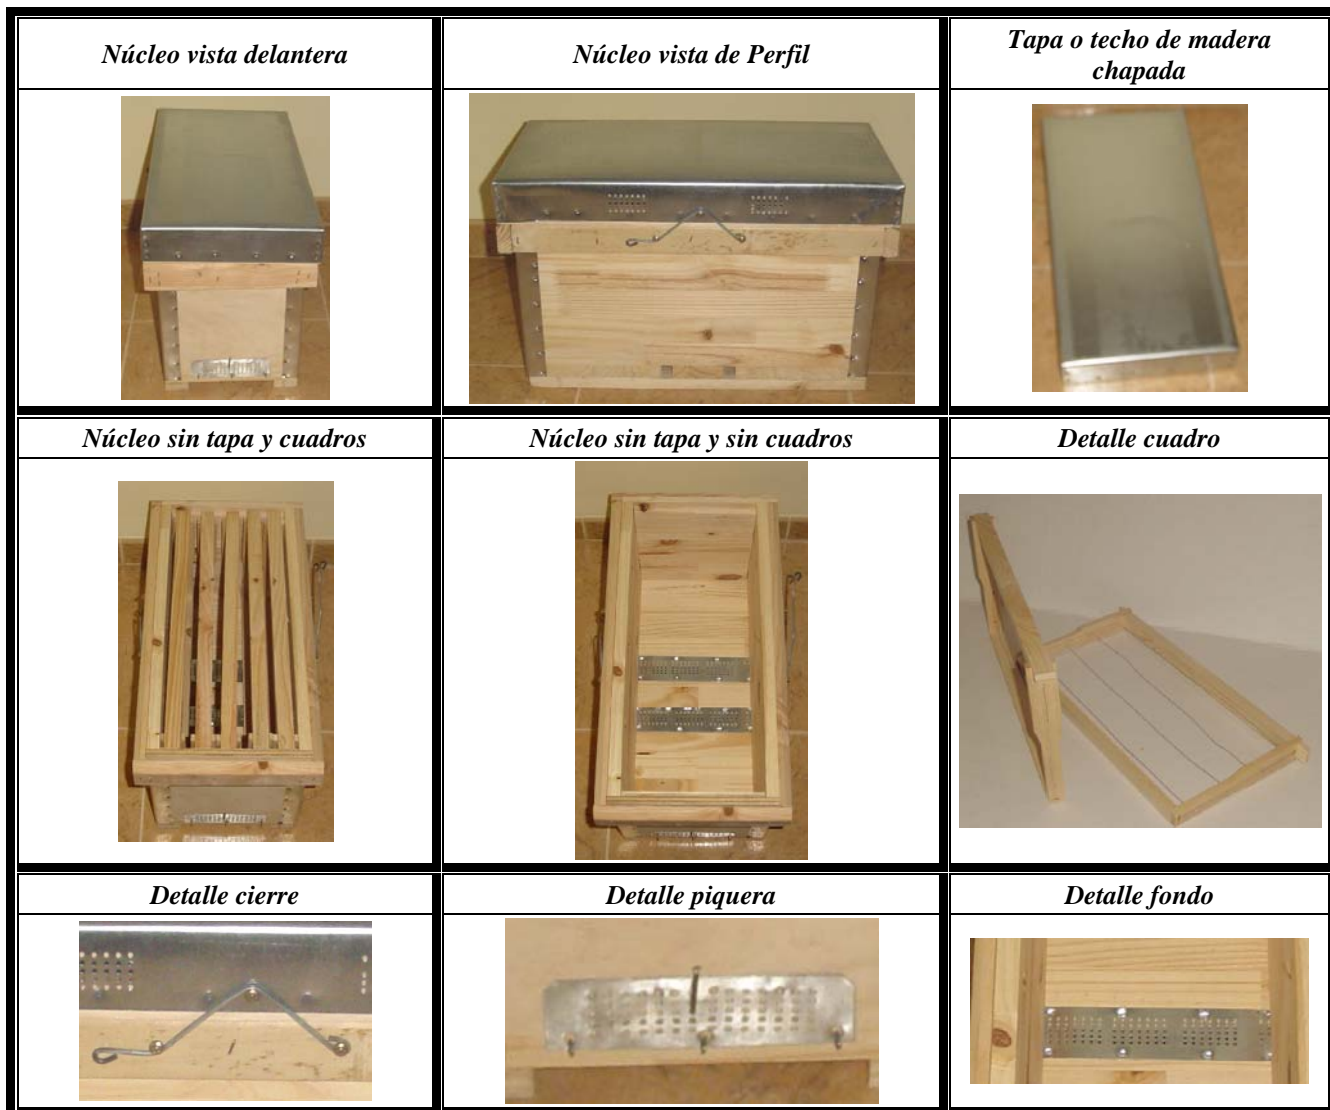 Núcleo vista delantera
Núcleo vista de Perfil
Tapa o techo de madera
chapada
Núcleo sin tapa y cuadros
Núcleo sin tapa y sin cuadros
Detalle cuadro
Detalle cierre
Detalle piquera
Detalle fondo